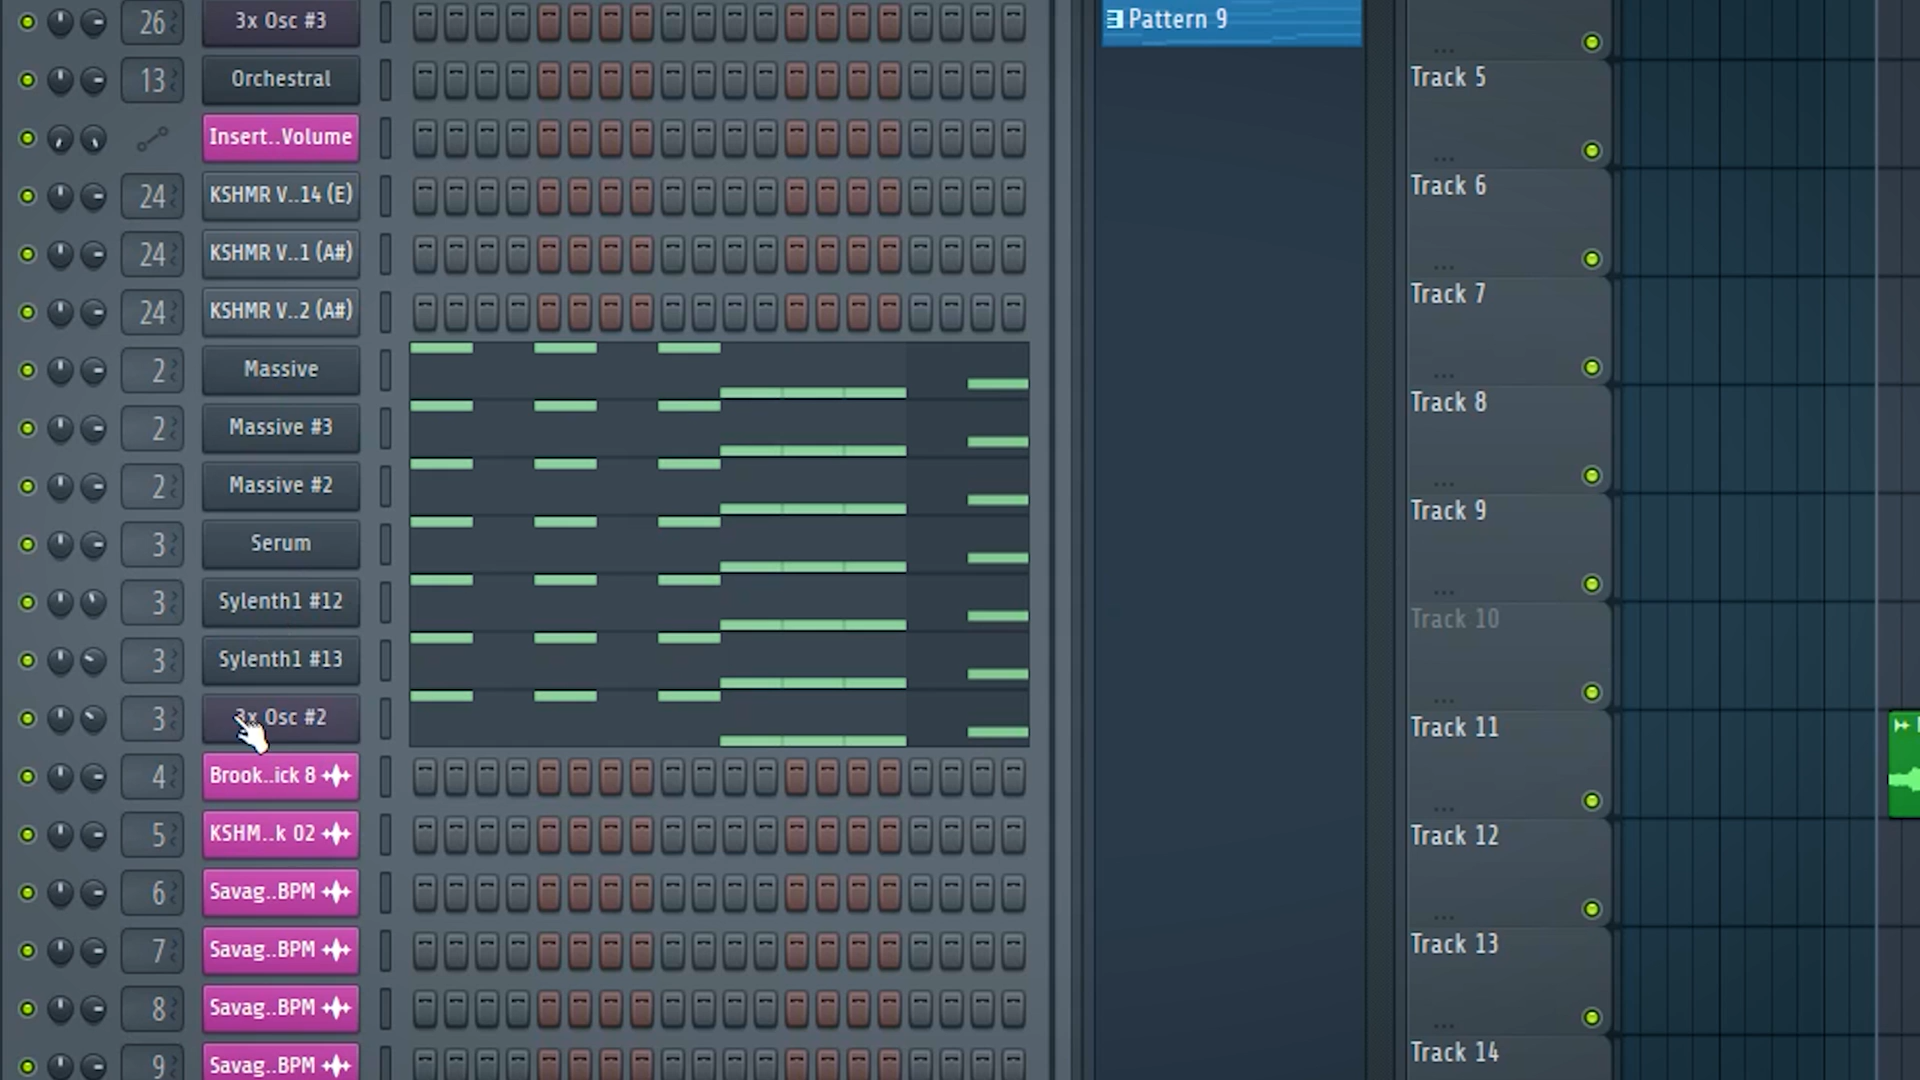 26 3x Osc #3
13 Orchestral
Insert..Volume
24 KSHMR V..14 (E)
24 KSHMR V..1 (A#)
24 KSHMR V..2 (A#)
2 Massive
2 Massive #3
2 Massive #2
3 Serum
3 Sylenth1 #12
3 Sylenth1 #13
3 3x Osc #2
4 Brook..ick 8
5 KSHM..k 02
6 Savag..BPM
7 Savag..BPM
8 Savag..BPM
9 Savag..BPM
Pattern 9
Track 5
Track 6
Track 7
Track 8
Track 9
Track 10
Track 11
Track 12
Track 13
Track 14